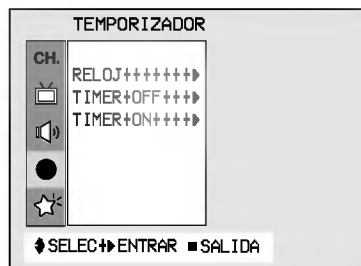 TEMPORIZADOR
CH.
RELOJ+++++++▶
TIMER+OFF+++▶
TIMER+ON++++▶
♦SELEC+▶ENTRAR ■SALIDA